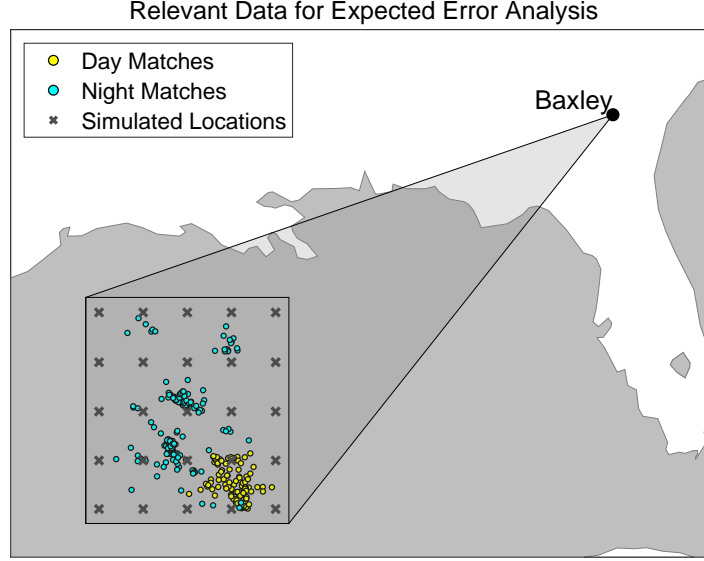 Relevant Data for Expected Error Analysis
Day Matches
Night Matches
Simulated Locations
Baxley